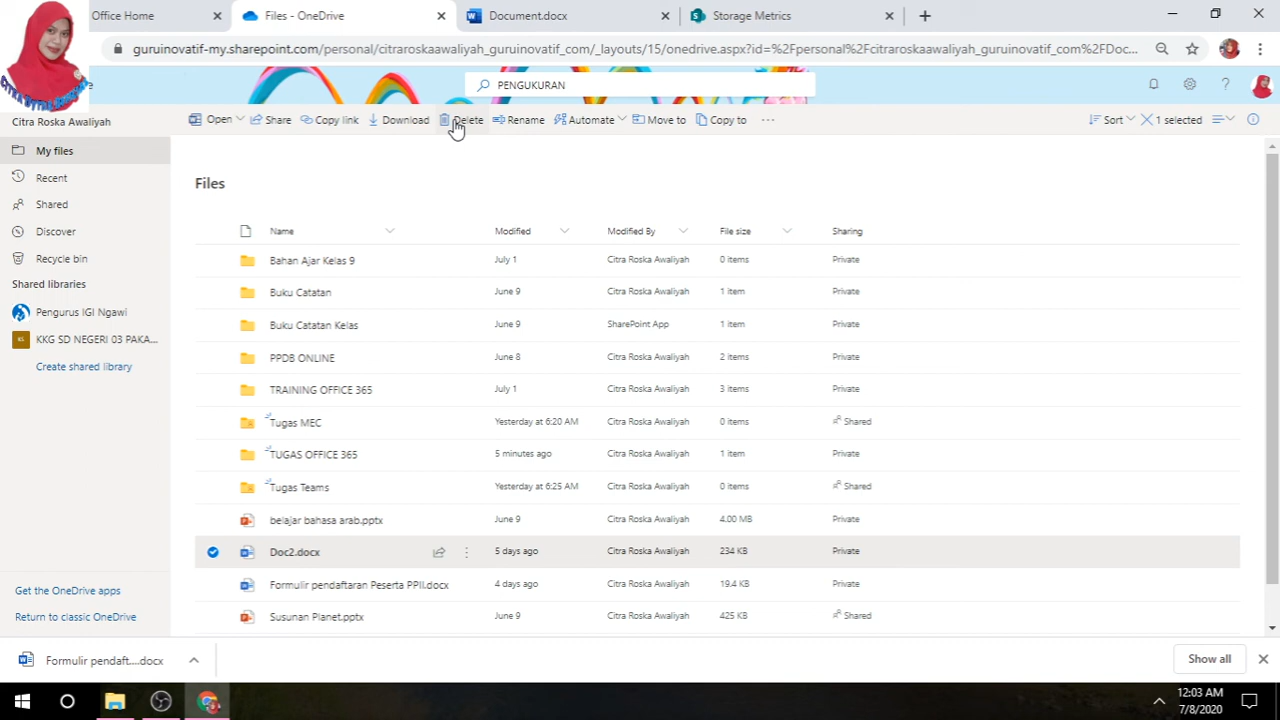 Office Home
Files - OneDrive
Document.docx
Storage Metrics
guruinovatif-my.sharepoint.com/personal/citraroskaawaliyah_guruinovatif_com/_layouts/15/onedrive.aspx?id=%2Fpersonal%2Fcitraroskaawaliyah_guruinovatif_com%2FDoc...
PENGUKURAN
Citra Roska Awaliyah
Open Share Copy link Download Delete Rename Automate Move to Copy to ... Sort 1 selected
My files
Recent
Shared
Discover
Recycle bin
Shared libraries
Pengurus IGI Ngawi
KKG SD NEGERI 03 PAKA...
Create shared library
Get the OneDrive apps
Return to classic OneDrive
Files
Name Modified Modified By File size Sharing
Bahan Ajar Kelas 9 July 1 Citra Roska Awaliyah 0 items Private
Buku Catatan June 9 Citra Roska Awaliyah 1 item Private
Buku Catatan Kelas June 9 SharePoint App 1 item Private
PPDB ONLINE June 8 Citra Roska Awaliyah 2 items Private
TRAINING OFFICE 365 July 1 Citra Roska Awaliyah 3 items Private
Tugas MEC Yesterday at 6:20 AM Citra Roska Awaliyah 0 items Shared
TUGAS OFFICE 365 5 minutes ago Citra Roska Awaliyah 1 item Private
Tugas Teams Yesterday at 6:25 AM Citra Roska Awaliyah 0 items Shared
belajar bahasa arab.pptx June 9 Citra Roska Awaliyah 4.00 MB Private
Doc2.docx 5 days ago Citra Roska Awaliyah 234 KB Private
Formulir pendaftaran Peserta PPII.docx 4 days ago Citra Roska Awaliyah 19.4 KB Private
Susunan Planet.pptx June 9 Citra Roska Awaliyah 425 KB Shared
Formulir pendaft....docx
Show all
12:03 AM
7/8/2020